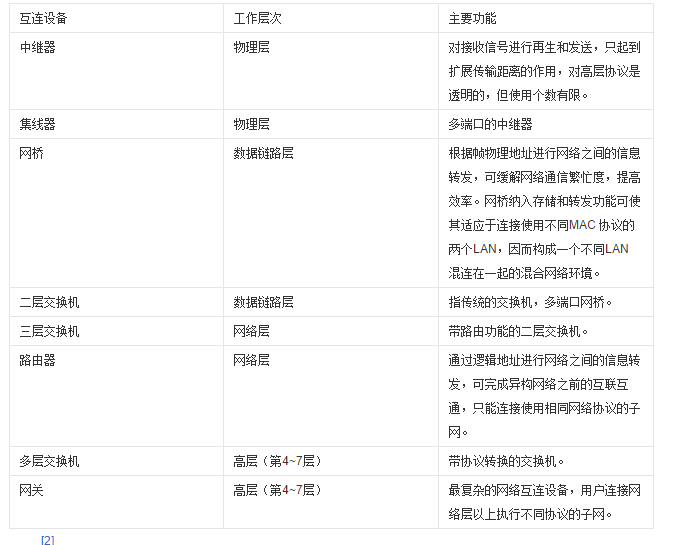 互连设备 工作层次 主要功能
中继器 物理层 对接收信号进行再生和发送，只起到
扩展传输距离的作用，对高层协议是
透明的，但使用个数有限。
集线器 物理层 多端口的中继器
网桥 数据链路层 根据帧物理地址进行网络之间的信息
转发，可缓解网络通信繁忙度，提高
效率。网桥纳入存储和转发功能可使
其适应于连接使用不同MAC 协议的
两个LAN，因而构成一个不同LAN
混连在一起的混合网络环境。
二层交换机 数据链路层 指传统的交换机，多端口网桥。
三层交换机 网络层 带路由功能的二层交换机。
路由器 网络层 通过逻辑地址进行网络之间的信息转
发，可完成异构网络之前的互联互
通，只能连接使用相同网络协议的子
网。
多层交换机 高层（第4~7层） 带协议转换的交换机。
网关 高层（第4~7层） 最复杂的网络互连设备，用户连接网
络层以上执行不同协议的子网。
[2]